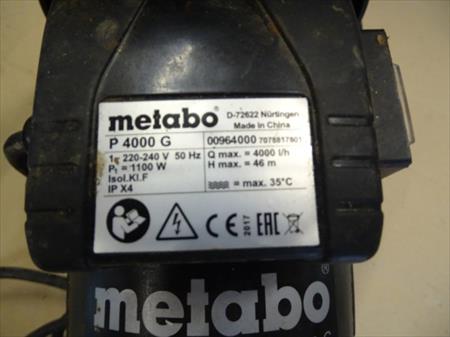 metabo® D-72622 Nürtingen
Made in China
P 4000 G 00964000 7078817801
1~ 220-240 V 50 Hz Q max. = 4000 l/h
P₁ = 1100 W H max. = 46 m
Isol.Kl.F
IP X4 = max. 35°C
CE 2017 EAC
metabo®